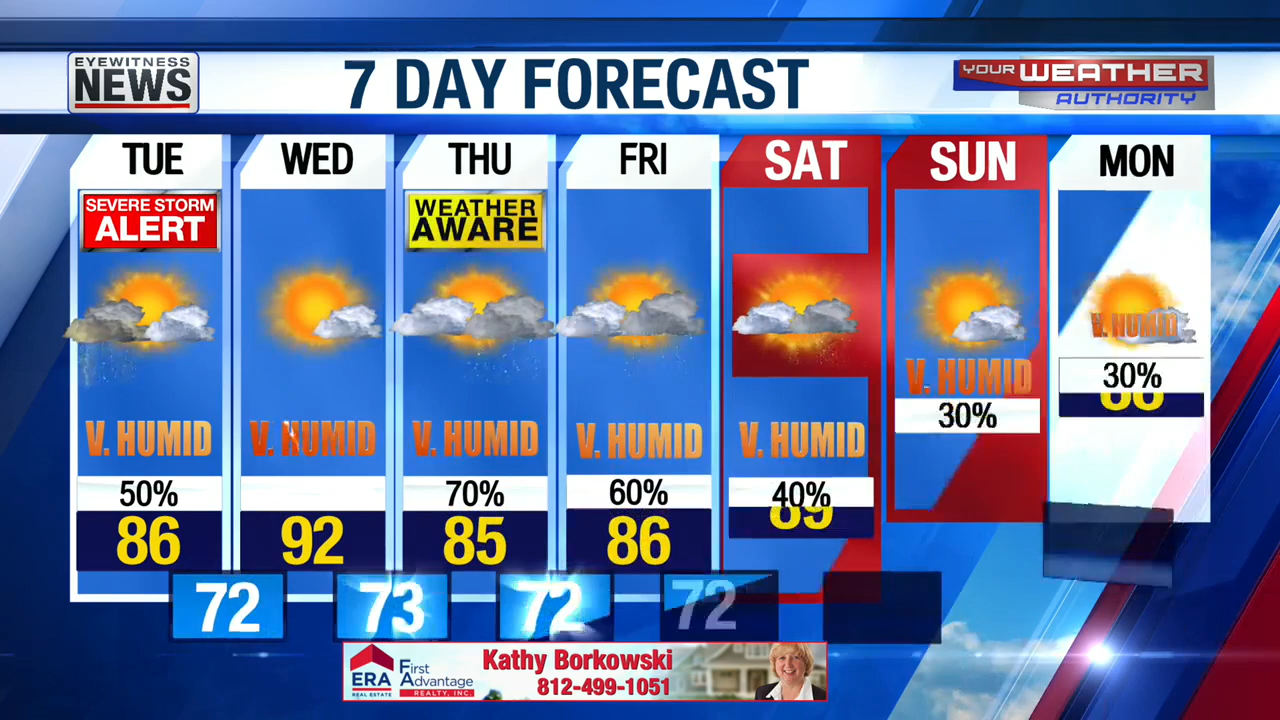 EYEWITNESS
NEWS
7 DAY FORECAST
YOUR WEATHER
AUTHORITY
TUE
WED
THU
FRI
SAT
SUN
MON
SEVERE STORM
ALERT
WEATHER
AWARE
V. HUMID
V. HUMID
V. HUMID
V. HUMID
V. HUMID
V. HUMID
V. HUMID
50%
70%
60%
40%
30%
30%
86
92
85
86
89
72
73
72
72
ERA
REAL ESTATE
First
Advantage
REALTY, INC.
Kathy Borkowski
812-499-1051